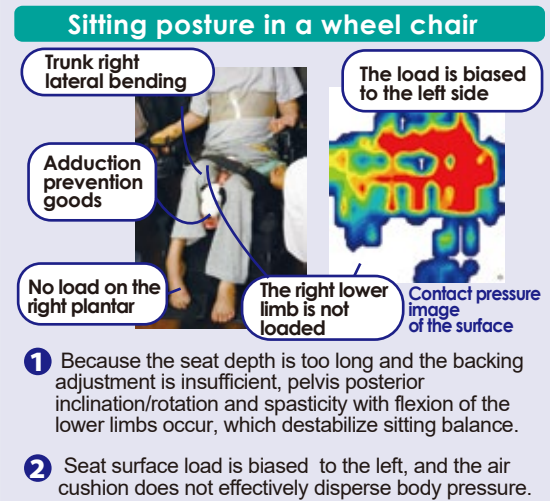 Sitting posture in a wheel chair
Trunk right
lateral bending
The load is biased
to the left side
Adduction
prevention
goods
No load on the
right plantar
The right lower
limb is not
loaded
Contact pressure
image
of the surface
1 Because the seat depth is too long and the backing
adjustment is insufficient, pelvis posterior
inclination/rotation and spasticity with flexion of the
lower limbs occur, which destabilize sitting balance.
2 Seat surface load is biased to the left, and the air
cushion does not effectively disperse body pressure.